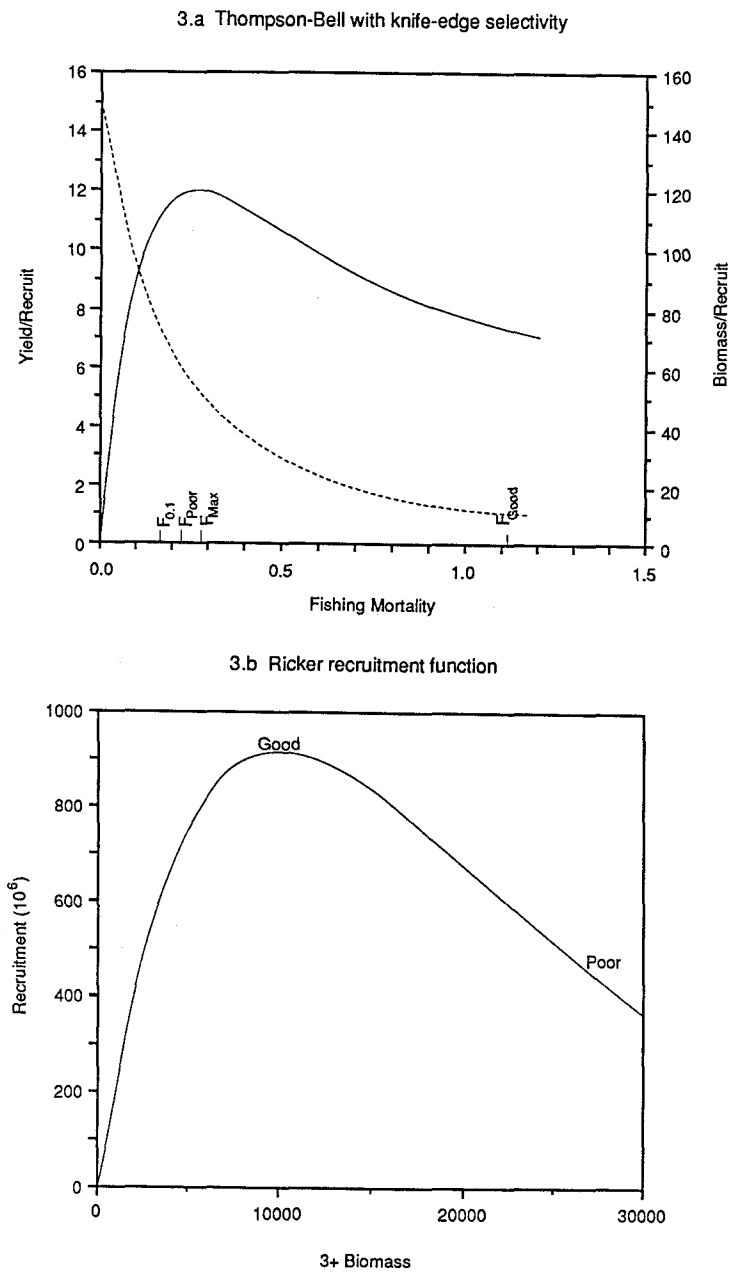 3.a Thompson-Bell with knife-edge selectivity
16
14
12
10
8
6
4
2
0
Yield/Recruit
160
140
120
100
80
60
40
20
0
Biomass/Recruit
F0.1
FPoor
FMax
FGood
0.0
0.5
1.0
1.5
Fishing Mortality
3.b Ricker recruitment function
1000
800
600
400
200
0
Recruitment (10^6)
Good
Poor
0
10000
20000
30000
3+ Biomass